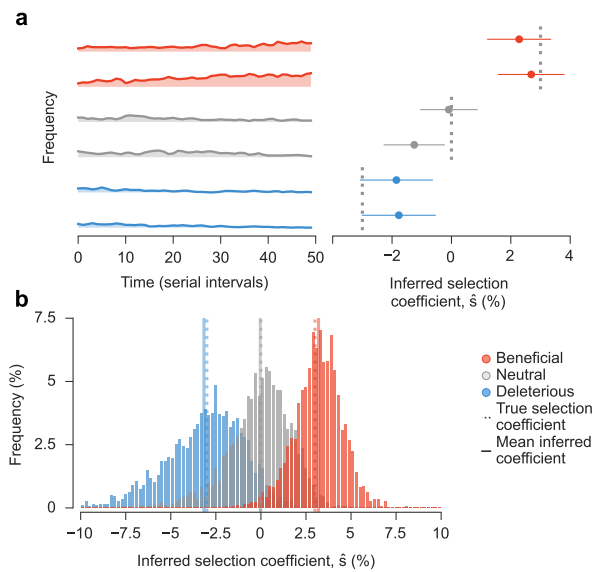 a
Frequency
0 10 20 30 40 50
Time (serial intervals)
−2 0 2 4
Inferred selection
coefficient, ŝ (%)
b
7.5
5
2.5
0
Frequency (%)
−10 −7.5 −5 −2.5 0 2.5 5 7.5 10
Inferred selection coefficient, ŝ (%)
Beneficial
Neutral
Deleterious
True selection
coefficient
Mean inferred
coefficient